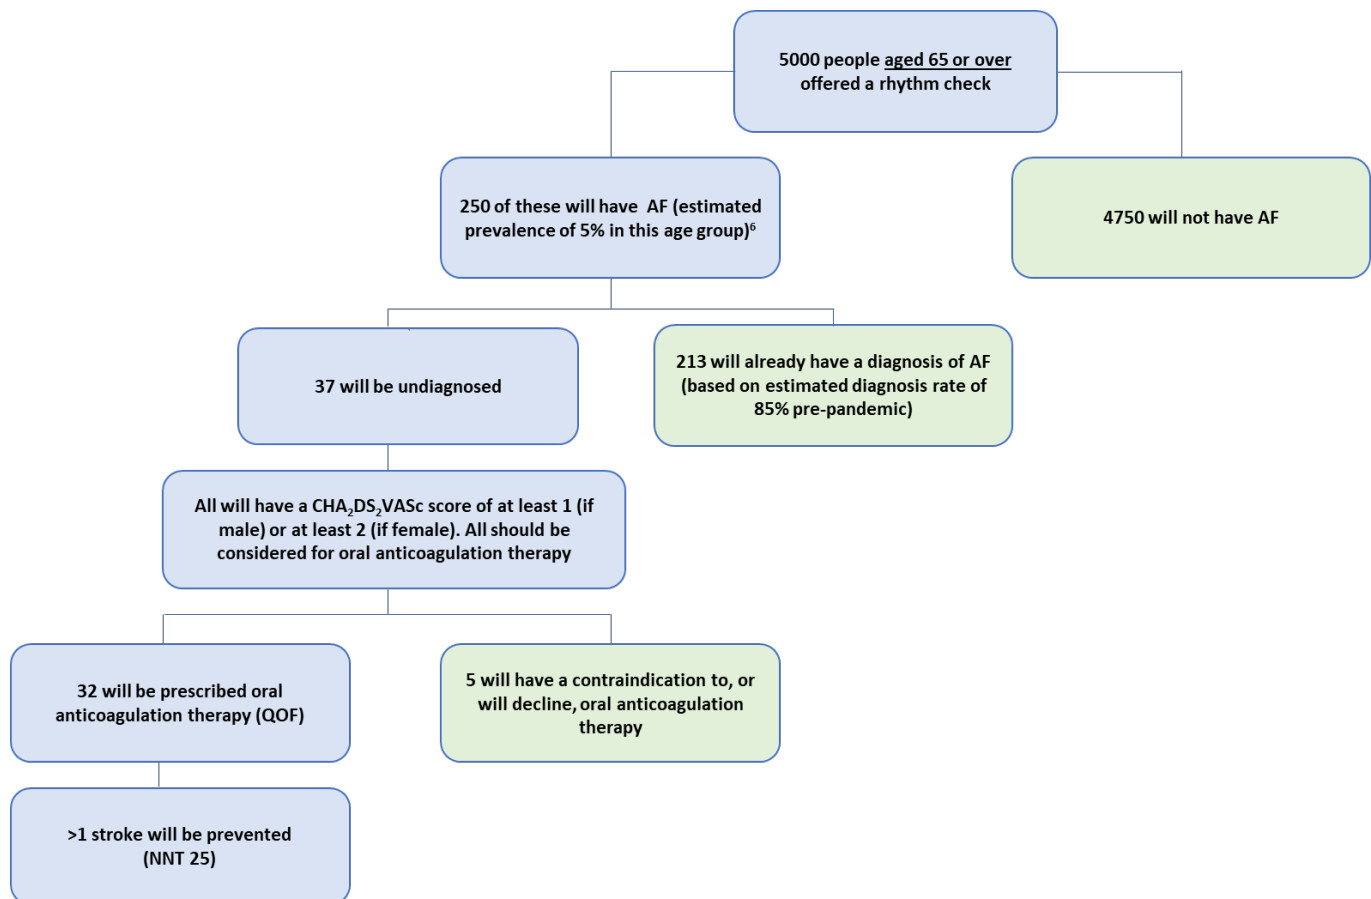 5000 people aged 65 or over
offered a rhythm check
250 of these will have AF (estimated
prevalence of 5% in this age group)⁶
4750 will not have AF
37 will be undiagnosed
213 will already have a diagnosis of AF
(based on estimated diagnosis rate of
85% pre-pandemic)
All will have a CHA₂DS₂VASc score of at least 1 (if
male) or at least 2 (if female). All should be
considered for oral anticoagulation therapy
32 will be prescribed oral
anticoagulation therapy (QOF)
5 will have a contraindication to, or
will decline, oral anticoagulation
therapy
>1 stroke will be prevented
(NNT 25)